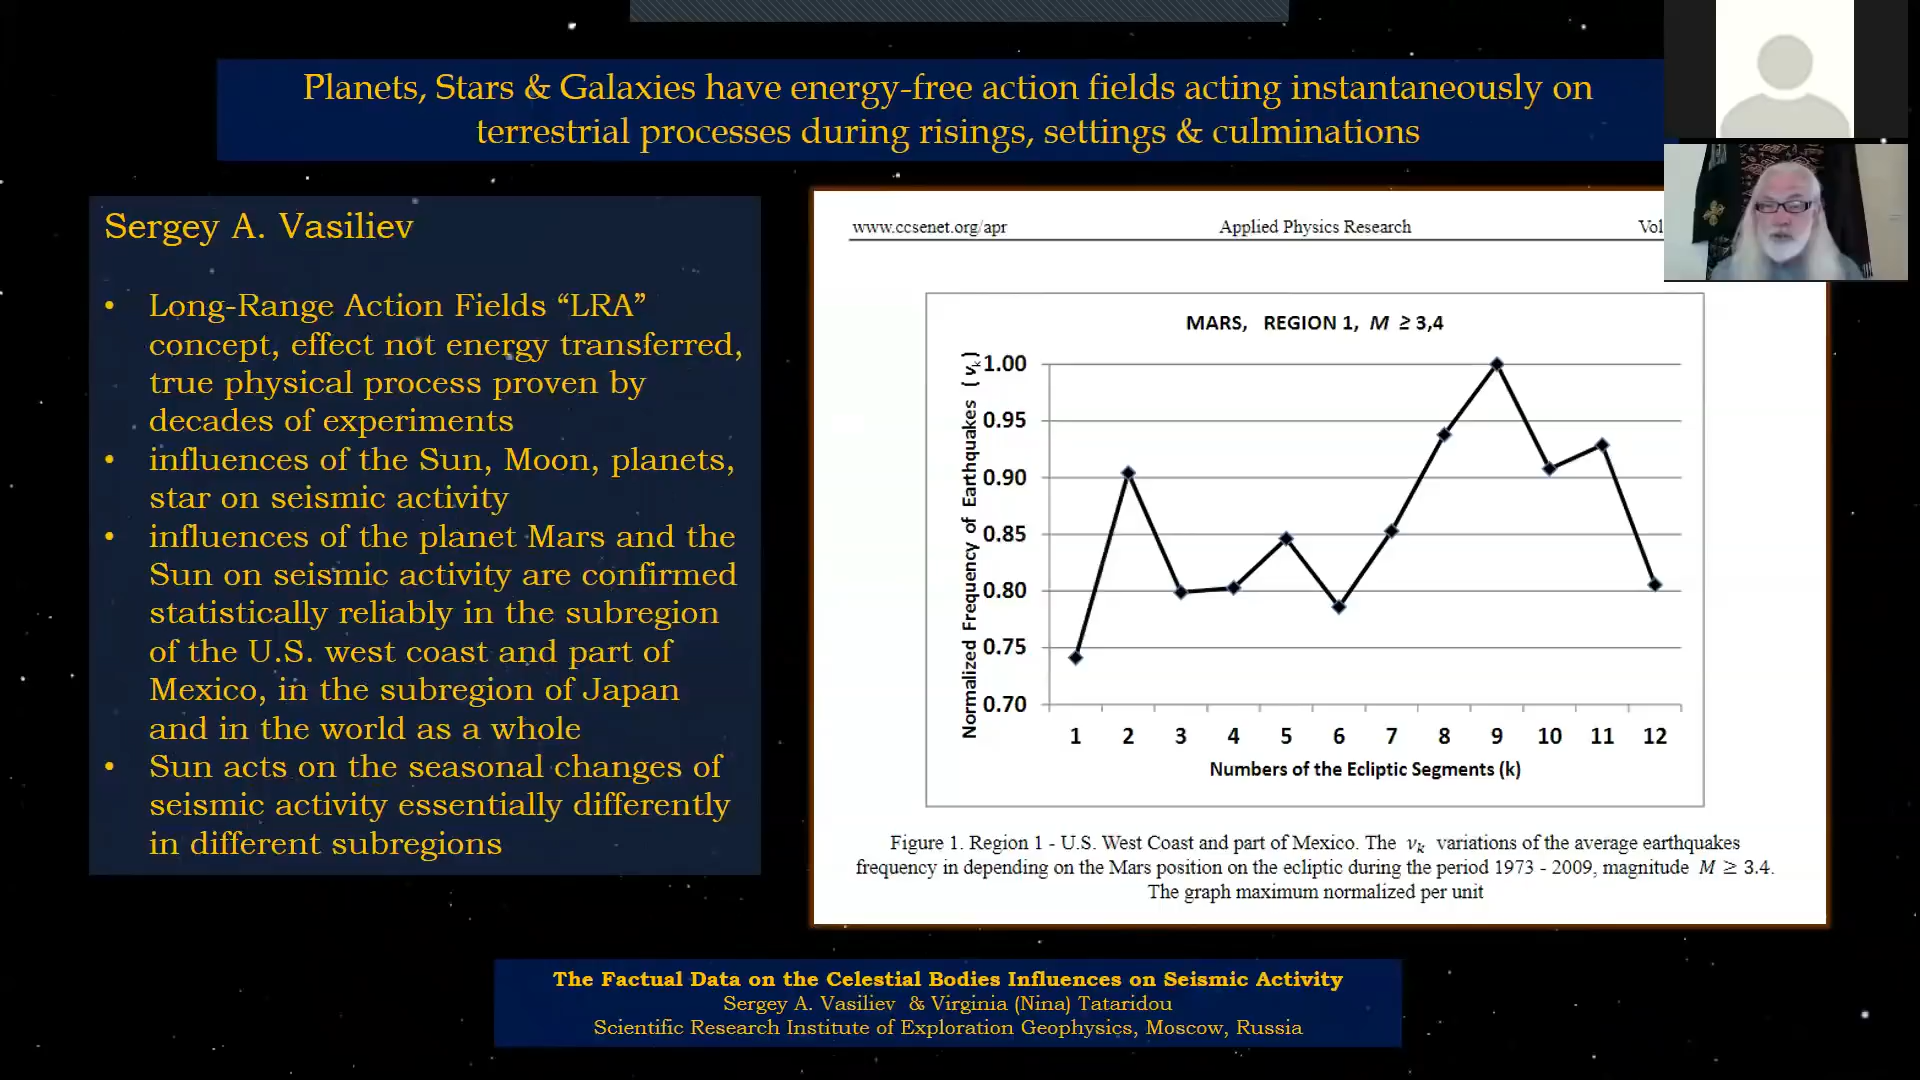 Planets, Stars & Galaxies have energy-free action fields acting instantaneously on
terrestrial processes during risings, settings & culminations
Sergey A. Vasiliev
• Long-Range Action Fields “LRA”
concept, effect not energy transferred,
true physical process proven by
decades of experiments
• influences of the Sun, Moon, planets,
star on seismic activity
• influences of the planet Mars and the
Sun on seismic activity are confirmed
statistically reliably in the subregion
of the U.S. west coast and part of
Mexico, in the subregion of Japan
and in the world as a whole
• Sun acts on the seasonal changes of
seismic activity essentially differently
in different subregions
www.ccsenet.org/apr Applied Physics Research Vol
MARS, REGION 1, M ≥ 3,4
Normalized Frequency of Earthquakes (νk)
1.00
0.95
0.90
0.85
0.80
0.75
0.70
1 2 3 4 5 6 7 8 9 10 11 12
Numbers of the Ecliptic Segments (k)
Figure 1. Region 1 - U.S. West Coast and part of Mexico. The νk variations of the average earthquakes
frequency in depending on the Mars position on the ecliptic during the period 1973 - 2009, magnitude M ≥ 3.4.
The graph maximum normalized per unit
The Factual Data on the Celestial Bodies Influences on Seismic Activity
Sergey A. Vasiliev & Virginia (Nina) Tataridou
Scientific Research Institute of Exploration Geophysics, Moscow, Russia